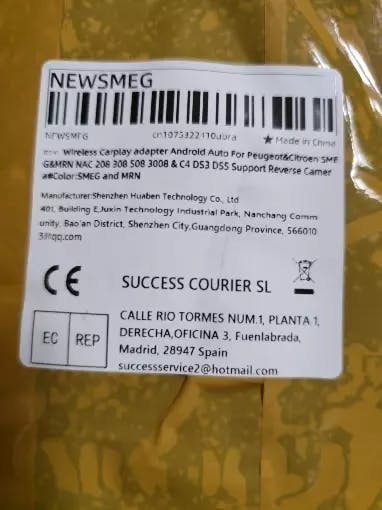 NEWSMEG
NEWSMEG cn1075322410uora ★ Made in China
Wireless Carplay adapter Android Auto For Peugeot&Citroen SME
G&MRN NAC 208 308 508 3008 & C4 DS3 DS5 Support Reverse Camer
a#Color:SMEG and MRN
Manufacturer:Shenzhen Huaben Technology Co., Ltd
401, Building E,Juxin Technology Industrial Park, Nanchang Comm
unity, Bao'an District, Shenzhen City,Guangdong Province, 566010
3@qq.com
CE SUCCESS COURIER SL
EC REP
CALLE RIO TORMES NUM.1, PLANTA 1,
DERECHA,OFICINA 3, Fuenlabrada,
Madrid, 28947 Spain
successservice2@hotmail.com